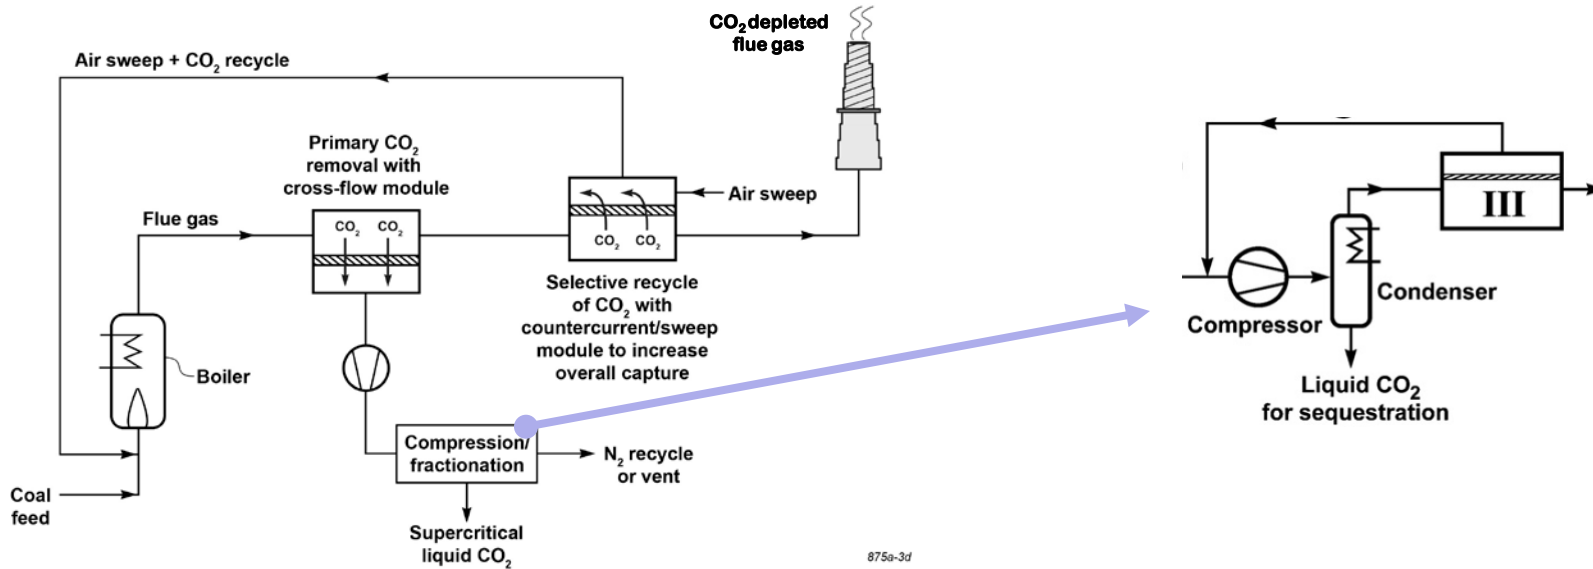 CO2 depleted
flue gas
Air sweep + CO2 recycle
Primary CO2
removal with
cross-flow module
Air sweep
Flue gas
CO2 CO2
CO2 CO2
Selective recycle
of CO2 with
countercurrent/sweep
module to increase
overall capture
Boiler
Compression/
fractionation
N2 recycle
or vent
Coal
feed
Supercritical
liquid CO2
875a-3d
III
Condenser
Compressor
Liquid CO2
for sequestration